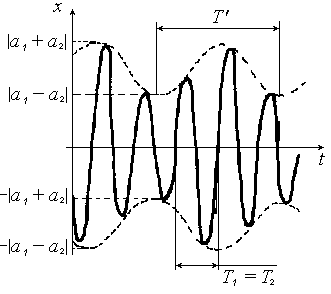 x
T'
|a₁ + a₂|
|a₁ − a₂|
t
−|a₁ + a₂|
−|a₁ − a₂|
T₁ = T₂